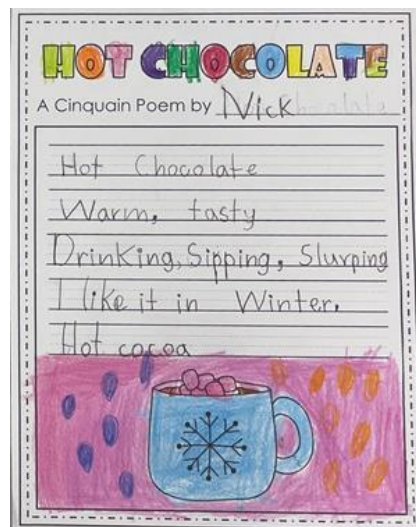 HOT CHOCOLATE
A Cinquain Poem by Nick
Hot Chocolate
Warm, tasty
Drinking, Sipping, Slurping
I like it in Winter.
Hot cocoa